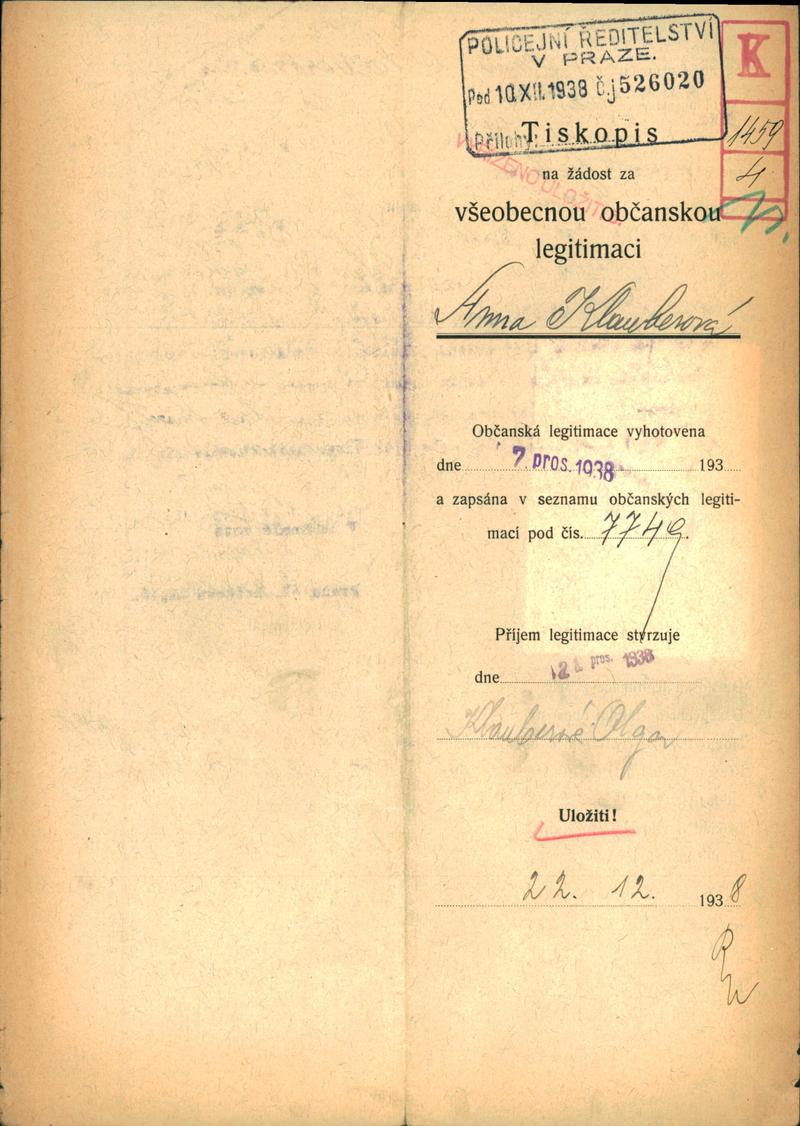 POLICEJNÍ ŘEDITELSTVÍ
V PRAZE.
Pod 10.XII.1938 č.j 526020
Přílohy:
K
1459
4
Tiskopis
na žádost za
všeobecnou občanskou
legitimaci
Anna Klauberová
Občanská legitimace vyhotovena
dne 7. pros. 1938 193
a zapsána v seznamu občanských legiti-
mací pod čís. 7749.
Příjem legitimace stvrzuje
dne pros. 1938
Klauberová Olga
Uložiti!
22. 12. 1938